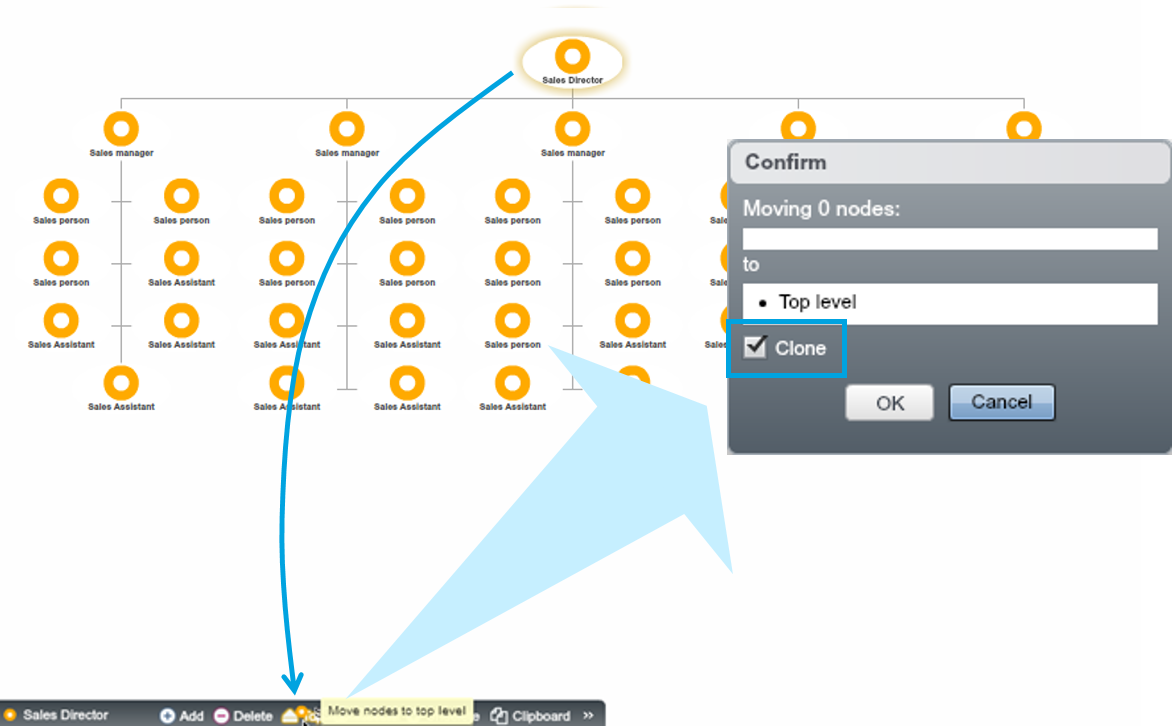 Sales Director
Sales manager Sales manager Sales manager
Sales person Sales person Sales person Sales person Sales person Sales person
Sales person Sales Assistant Sales person Sales person Sales person Sales person
Sales Assistant Sales Assistant Sales Assistant Sales Assistant Sales person Sales Assistant
Sales Assistant Sales Assistant Sales Assistant Sales Assistant
Confirm
Moving 0 nodes:
to
• Top level
Clone
OK Cancel
Sales Director Add Delete Move nodes to top level Clipboard »